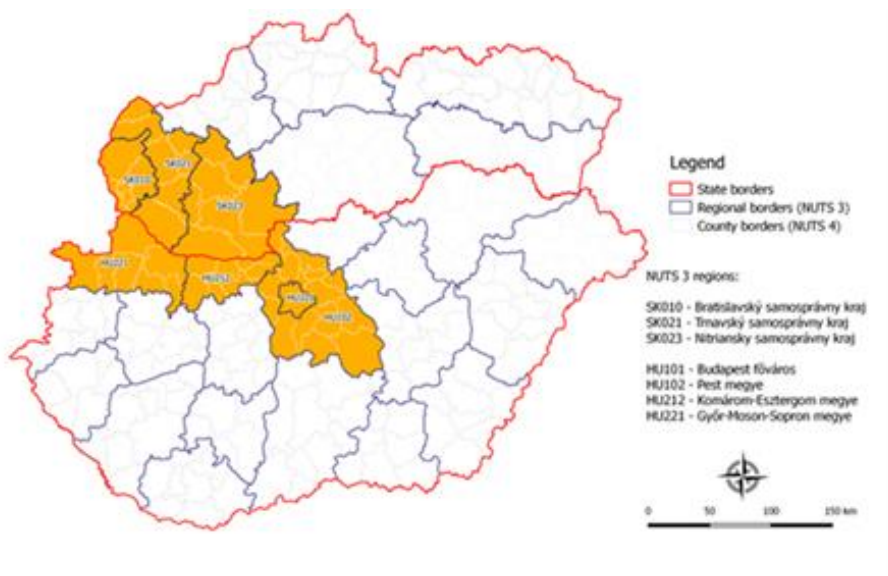 SK021
SK010
SK023
HU221
HU212
HU101
HU102
Legend
State borders
Regional borders (NUTS 3)
County borders (NUTS 4)
NUTS 3 regions:
SK010 - Bratislavský samosprávny kraj
SK021 - Trnavský samosprávny kraj
SK023 - Nitriansky samosprávny kraj
HU101 - Budapest főváros
HU102 - Pest megye
HU212 - Komárom-Esztergom megye
HU221 - Győr-Moson-Sopron megye
0 50 100 150 km